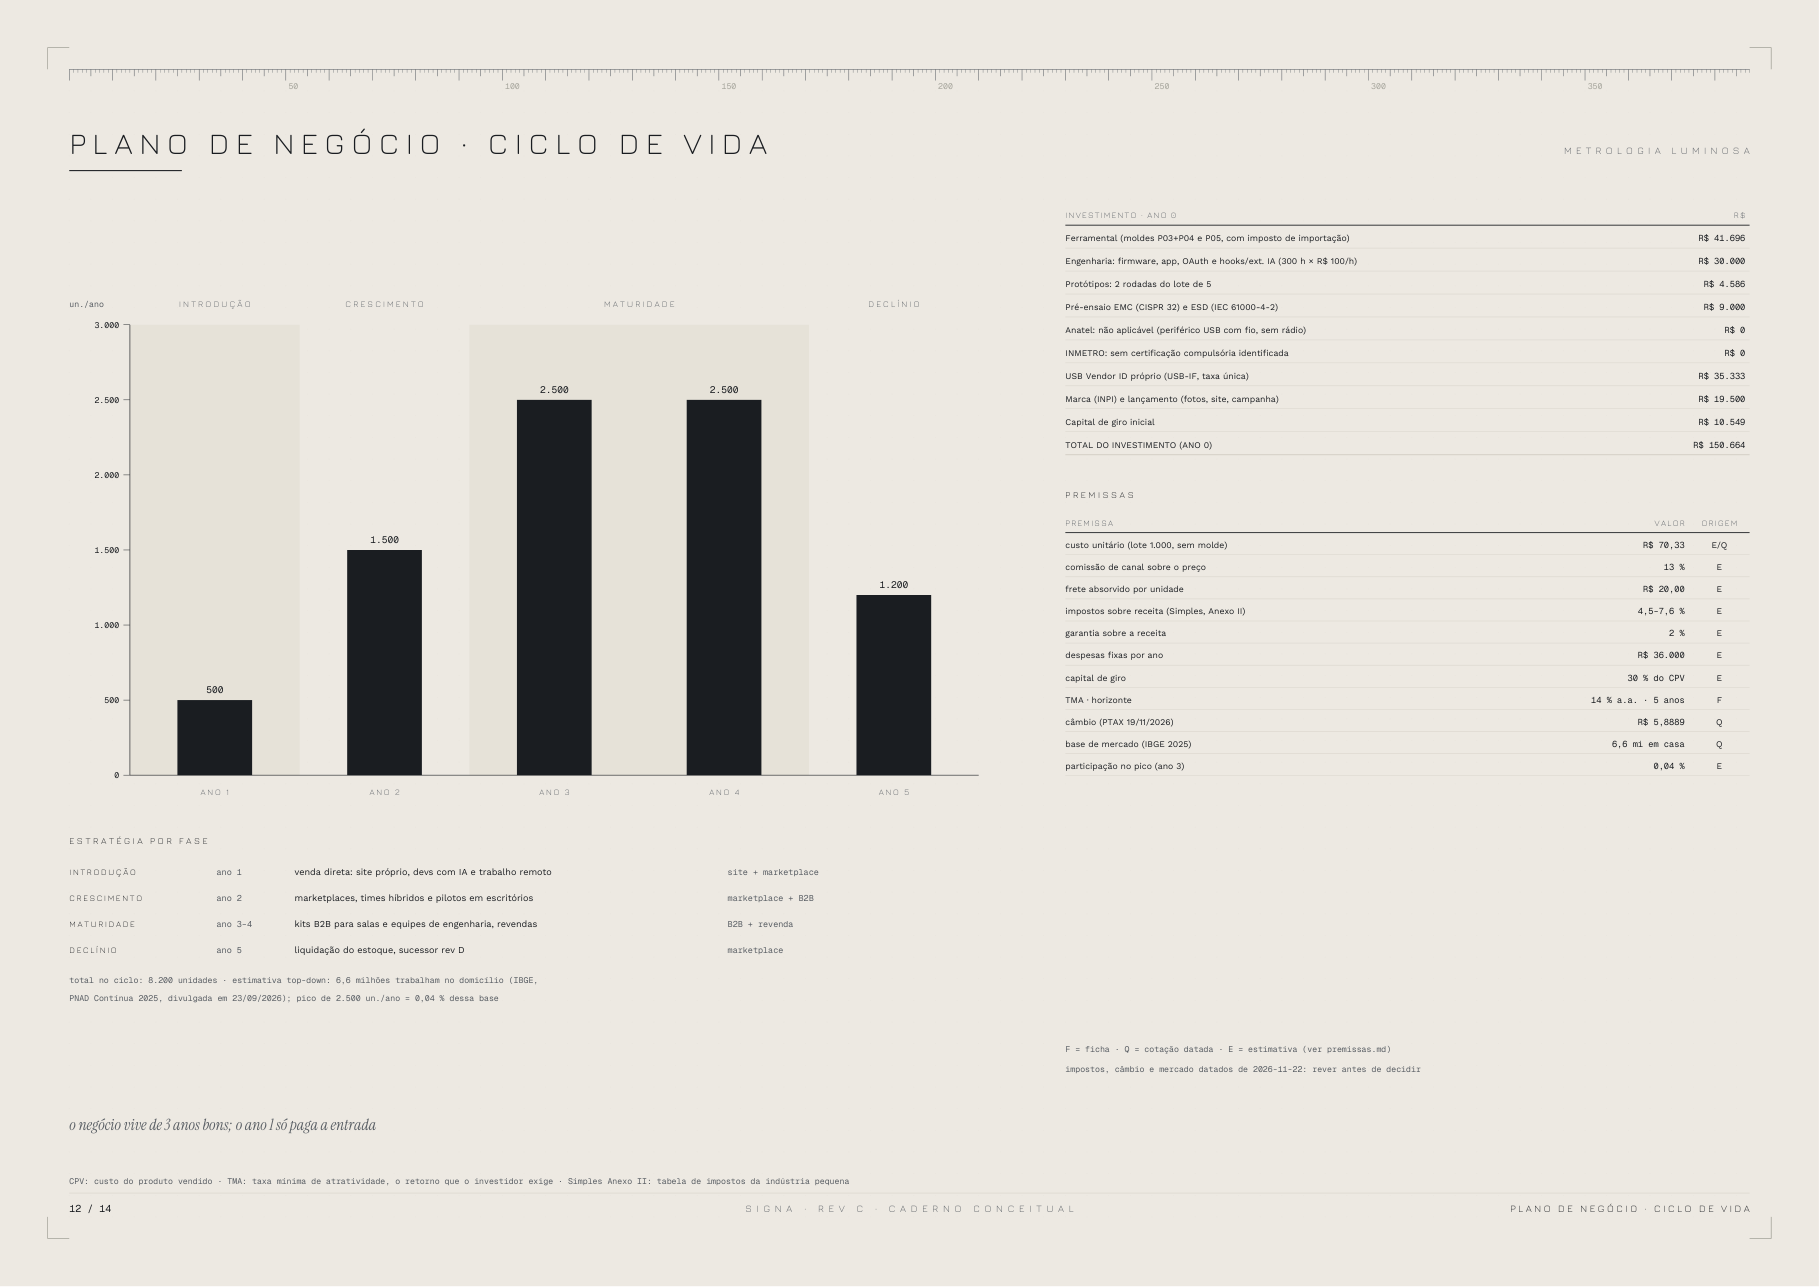 50 100 150 200 250 300 350
PLANO DE NEGÓCIO · CICLO DE VIDA
METROLOGIA LUMINOSA
un./ano INTRODUÇÃO CRESCIMENTO MATURIDADE DECLÍNIO
3.000
2.500
2.000
1.500
1.000
500
0
500
1.500
2.500
2.500
1.200
ANO 1 ANO 2 ANO 3 ANO 4 ANO 5
ESTRATÉGIA POR FASE
INTRODUÇÃO ano 1 venda direta: site próprio, devs com IA e trabalho remoto site + marketplace
CRESCIMENTO ano 2 marketplaces, times híbridos e pilotos em escritórios marketplace + B2B
MATURIDADE ano 3–4 kits B2B para salas e equipes de engenharia, revendas B2B + revenda
DECLÍNIO ano 5 liquidação do estoque, sucessor rev D marketplace
total no ciclo: 8.200 unidades · estimativa top-down: 6,6 milhões trabalham no domicílio (IBGE,
PNAD Contínua 2025, divulgada em 23/09/2026); pico de 2.500 un./ano = 0,04 % dessa base
INVESTIMENTO · ANO 0 R$
Ferramental (moldes P03+P04 e P05, com imposto de importação) R$ 41.696
Engenharia: firmware, app, OAuth e hooks/ext. IA (300 h × R$ 100/h) R$ 30.000
Protótipos: 2 rodadas do lote de 5 R$ 4.586
Pré-ensaio EMC (CISPR 32) e ESD (IEC 61000-4-2) R$ 9.000
Anatel: não aplicável (periférico USB com fio, sem rádio) R$ 0
INMETRO: sem certificação compulsória identificada R$ 0
USB Vendor ID próprio (USB-IF, taxa única) R$ 35.333
Marca (INPI) e lançamento (fotos, site, campanha) R$ 19.500
Capital de giro inicial R$ 10.549
TOTAL DO INVESTIMENTO (ANO 0) R$ 150.664
PREMISSAS
PREMISSA VALOR ORIGEM
custo unitário (lote 1.000, sem molde) R$ 70,33 E/Q
comissão de canal sobre o preço 13 % E
frete absorvido por unidade R$ 20,00 E
impostos sobre receita (Simples, Anexo II) 4,5–7,6 % E
garantia sobre a receita 2 % E
despesas fixas por ano R$ 36.000 E
capital de giro 30 % do CPV E
TMA · horizonte 14 % a.a. · 5 anos F
câmbio (PTAX 19/11/2026) R$ 5,8889 Q
base de mercado (IBGE 2025) 6,6 mi em casa Q
participação no pico (ano 3) 0,04 % E
F = ficha · Q = cotação datada · E = estimativa (ver premissas.md)
impostos, câmbio e mercado datados de 2026-11-22: rever antes de decidir
o negócio vive de 3 anos bons; o ano 1 só paga a entrada
CPV: custo do produto vendido · TMA: taxa mínima de atratividade, o retorno que o investidor exige · Simples Anexo II: tabela de impostos da indústria pequena
12 / 14 SIGNA · REV C · CADERNO CONCEITUAL PLANO DE NEGÓCIO · CICLO DE VIDA